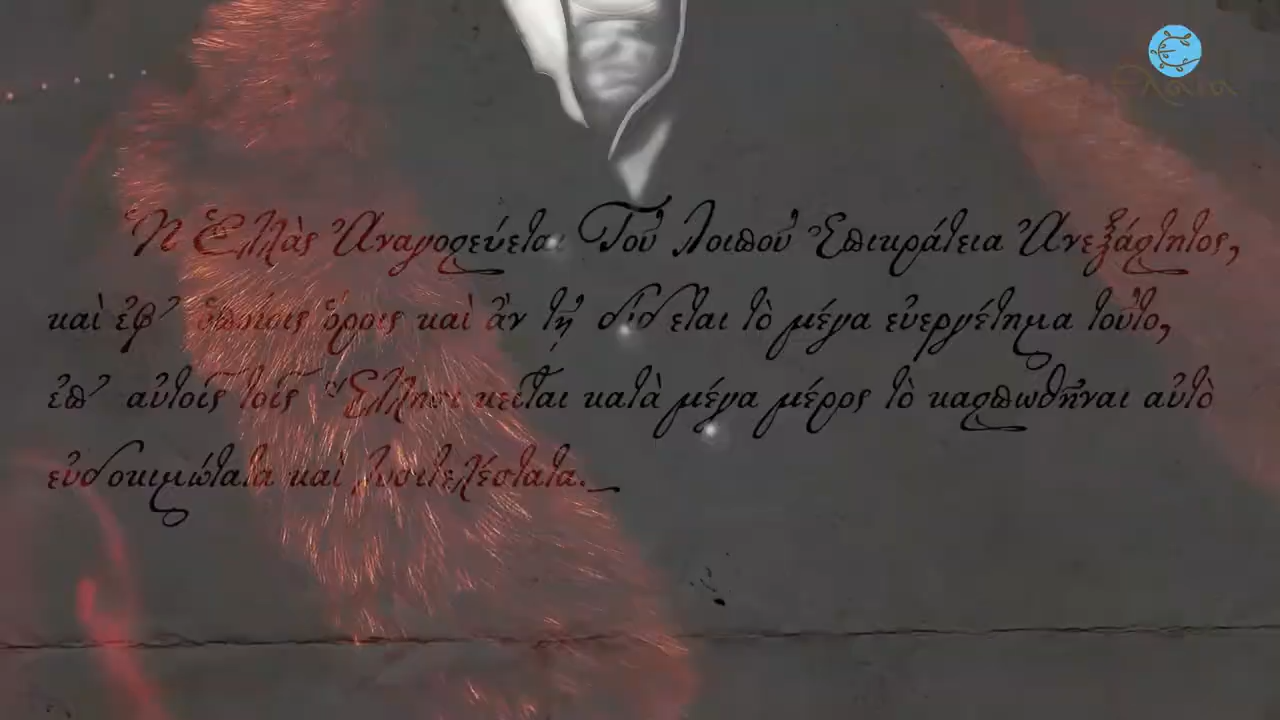 ελαία
Ἡ Ἑλλὰς Ἀναγορεύεται Τοῦ λοιποῦ Ἐπικράτεια Ἀνεξάρτητος,
καὶ ἐφ’ ὁποίοις ὅροις καὶ ἂν τῇ δίδεται τὸ μέγα εὐεργέτημα τοῦτο,
ἐπ’ αὐτοῖς τοῖς Ἕλλησι κεῖται κατὰ μέγα μέρος τὸ καρπωθῆναι αὐτὸ
εὐδοκιμώτατα καὶ λυσιτελέστατα.